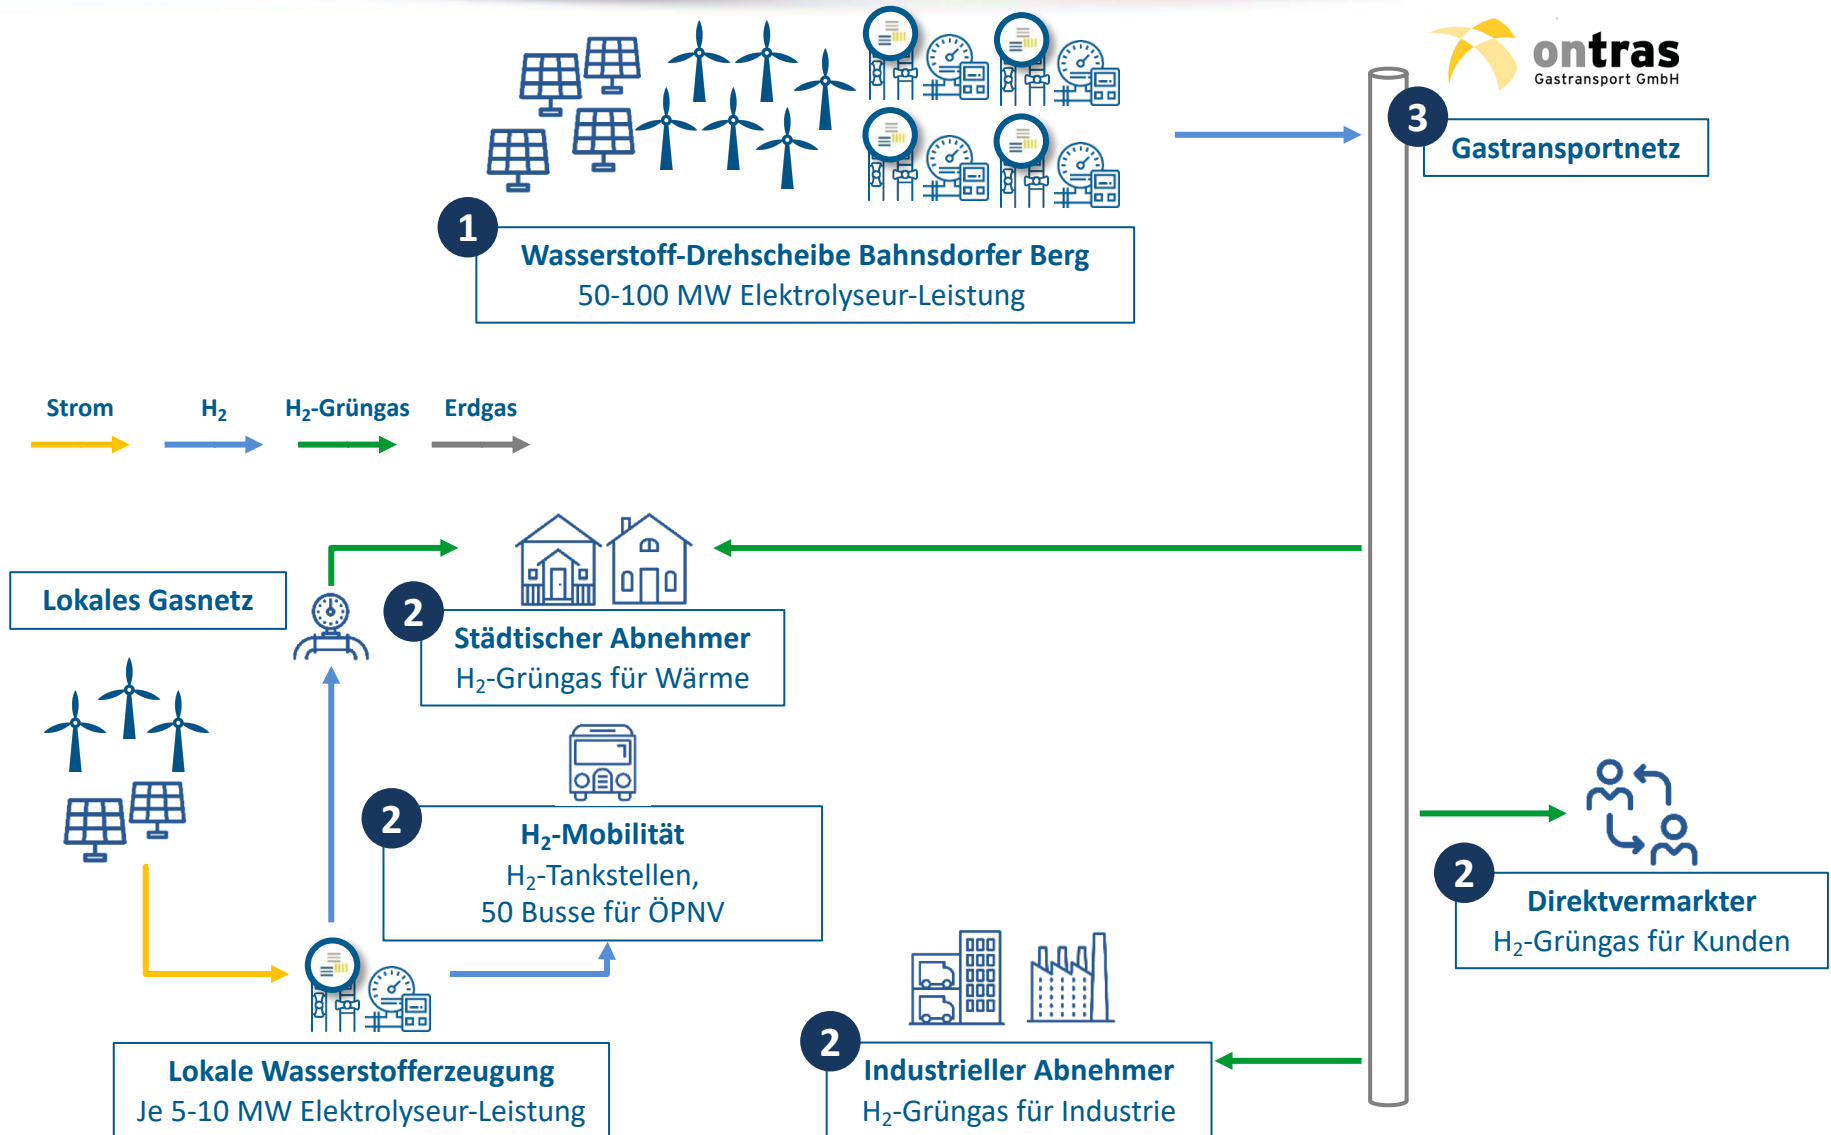 ontras
Gastransport GmbH
3
Gastransportnetz
1
Wasserstoff-Drehscheibe Bahnsdorfer Berg
50-100 MW Elektrolyseur-Leistung
Strom
H₂
H₂-Grüngas
Erdgas
Lokales Gasnetz
2
Städtischer Abnehmer
H₂-Grüngas für Wärme
2
H₂-Mobilität
H₂-Tankstellen,
50 Busse für ÖPNV
2
Direktvermarkter
H₂-Grüngas für Kunden
Lokale Wasserstofferzeugung
Je 5-10 MW Elektrolyseur-Leistung
2
Industrieller Abnehmer
H₂-Grüngas für Industrie